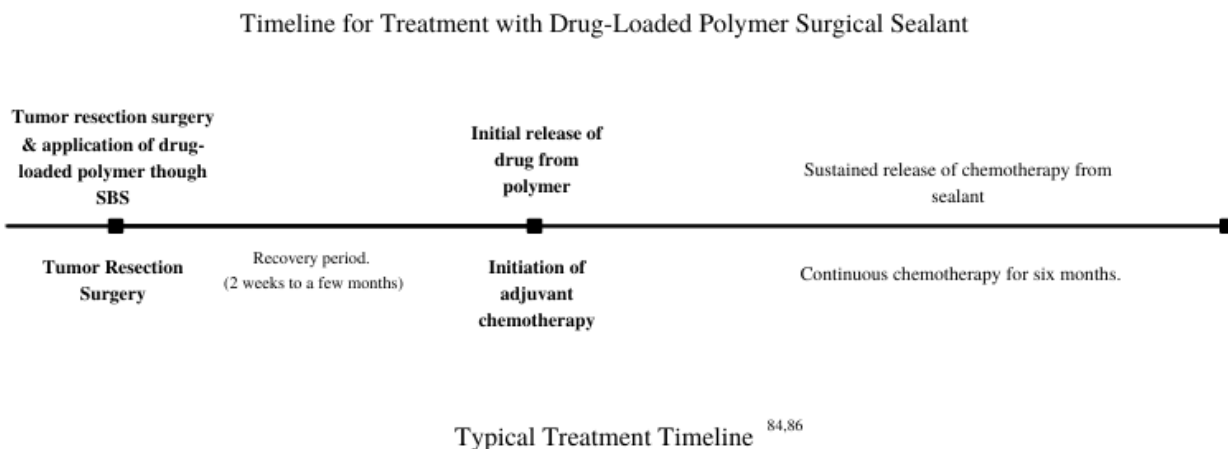 Timeline for Treatment with Drug-Loaded Polymer Surgical Sealant
Tumor resection surgery
& application of drug-
loaded polymer though
SBS
Initial release of
drug from
polymer
Sustained release of chemotherapy from
sealant
Tumor Resection
Surgery
Recovery period.
(2 weeks to a few months)
Initiation of
adjuvant
chemotherapy
Continuous chemotherapy for six months.
Typical Treatment Timeline 84,86